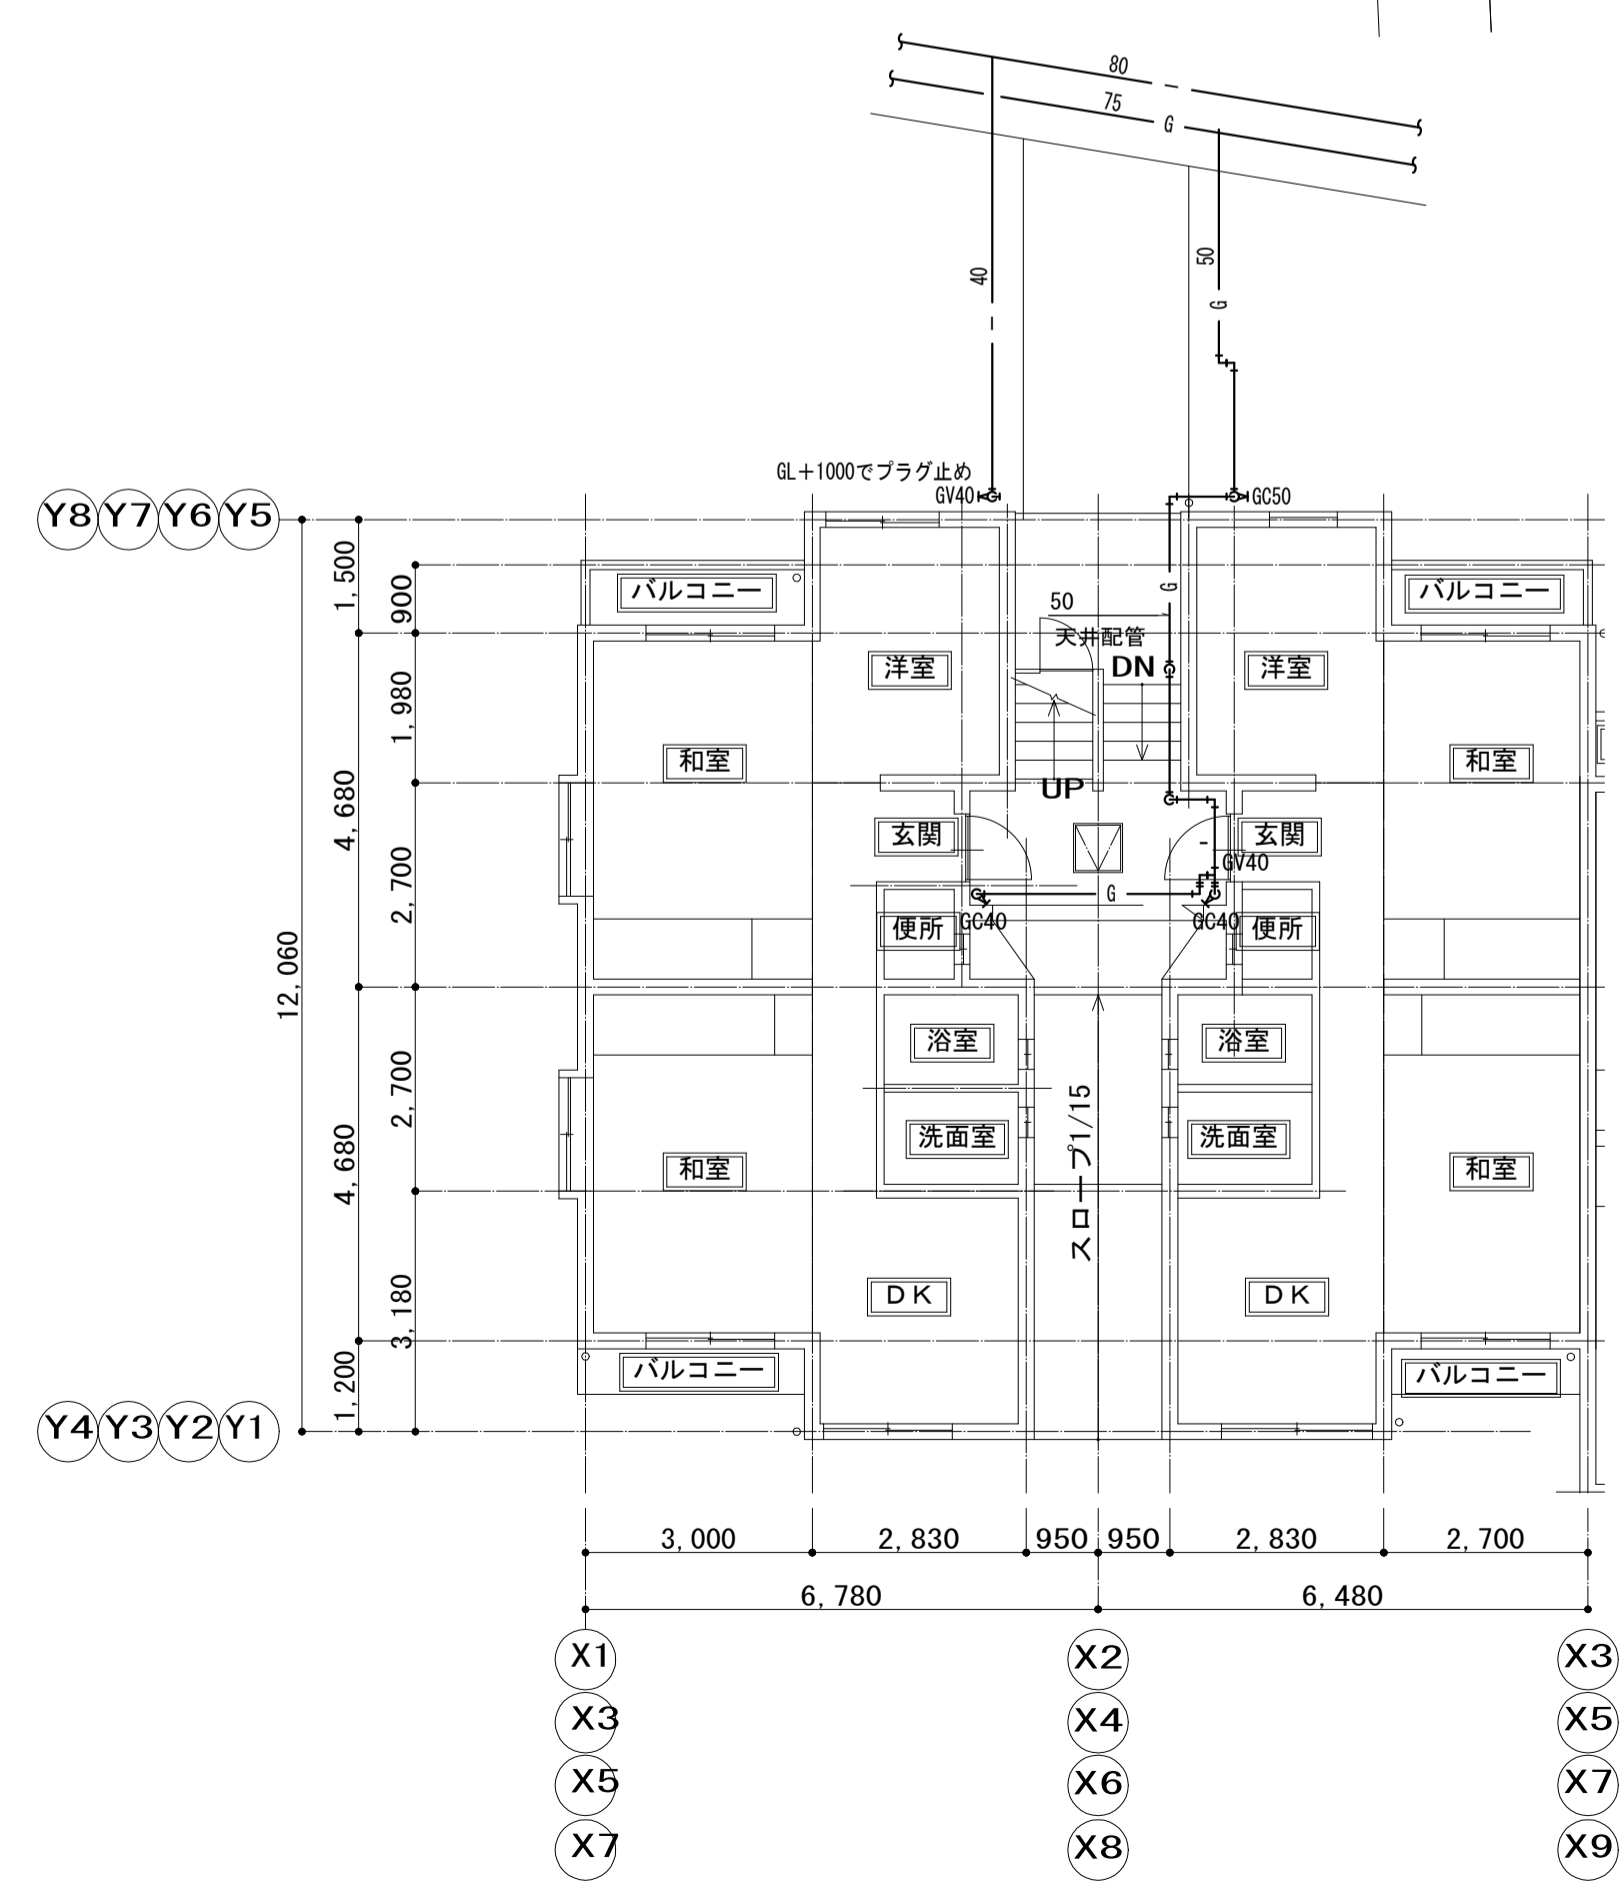 80
75
G
40
50
G
GL+1000でプラグ止め
GV40
GC50
Y8 Y7 Y6 Y5
1,500
900
バルコニー
バルコニー
50
G
天井配管
DN
洋室
洋室
1,980
和室
和室
4,680
UP
玄関
玄関
GV40
2,700
G
GC40
GC40
便所
便所
12,060
浴室
浴室
2,700
スロープ1/15
洗面室
洗面室
4,680
和室
和室
3,180
DK
DK
バルコニー
バルコニー
1,200
Y4 Y3 Y2 Y1
3,000 2,830 950 950 2,830 2,700
6,780 6,480
X1 X2 X3
X3 X4 X5
X5 X6 X7
X7 X8 X9